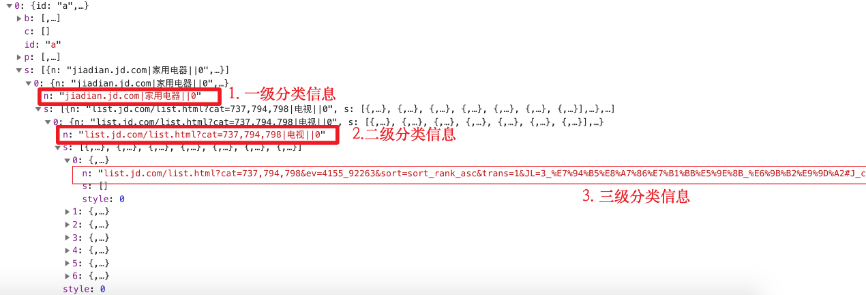 ▼0: {id: "a",…}
▶b: [,…]
c: []
id: "a"
▶p: [,…]
▼s: [{n: "jiadian.jd.com|家用电器||0",…}]
▼0: {n: "jiadian.jd.com|家用电器||0",…}
n: "jiadian.jd.com|家用电器||0" 1. 一级分类信息
▼s: [{n: "list.jd.com/list.html?cat=737,794,798|电视||0", s: [{,…}, {,…}, {,…}, {,…}, {,…}, {,…}, {,…}]},…},…]
▼0: {n: "list.jd.com/list.html?cat=737,794,798|电视||0", s: [{,…}, {,…}, {,…}, {,…}, {,…}, {,…}, {,…}],…}
n: "list.jd.com/list.html?cat=737,794,798|电视||0" 2.二级分类信息
▼s: [{,…}, {,…}, {,…}, {,…}, {,…}, {,…}, {,…}]
▼0: {,…}
n: "list.jd.com/list.html?cat=737,794,798&ev=4155_92263&sort=sort_rank_asc&trans=1&JL=3_%E7%94%B5%E8%A7%86%E7%B1%BB%E5%9E%8B_%E6%9B%B2%E9%9D%A2#J_c
s: [] 3. 三级分类信息
style: 0
▶1: {,…}
▶2: {,…}
▶3: {,…}
▶4: {,…}
▶5: {,…}
▶6: {,…}
style: 0